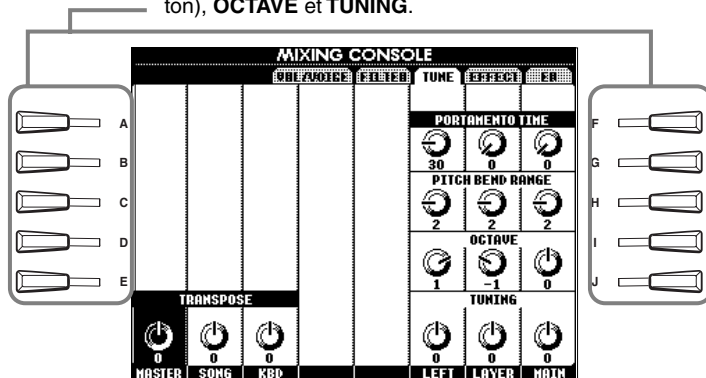 ton), OCTAVE et TUNING.
MIXING CONSOLE
VOL/VOICE FILTER TUNE EFFECT EQ
A
B
C
D
E
F
G
H
I
J
PORTAMENTO TIME
30 0 0
PITCH BEND RANGE
2 2 2
OCTAVE
1 -1 0
TRANSPOSE
TUNING
0 0 0 0 0 0
MASTER SONG KBD LEFT LAYER MAIN